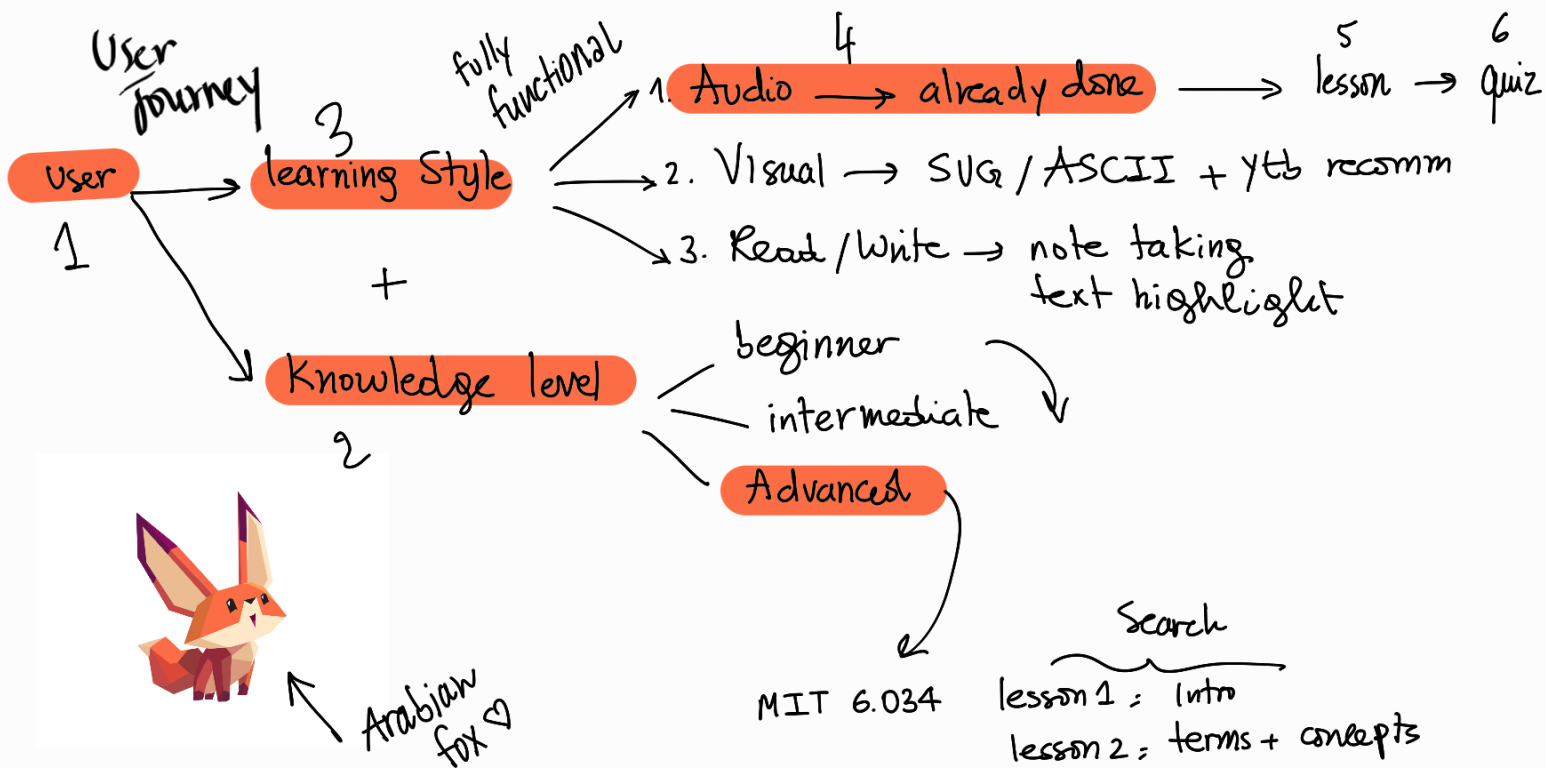 User
Journey
fully
functional
4
5
6
1. Audio → already done → lesson → quiz
3
user
learning Style
2. Visual → SVG / ASCII + ytb recomm
1
3. Read / Write → note taking
text highlight
+
beginner
Knowledge level
intermediate
2
Advanced
Search
MIT 6.034
lesson 1 : Intro
lesson 2 : terms + concepts
Arabian
fox ♡